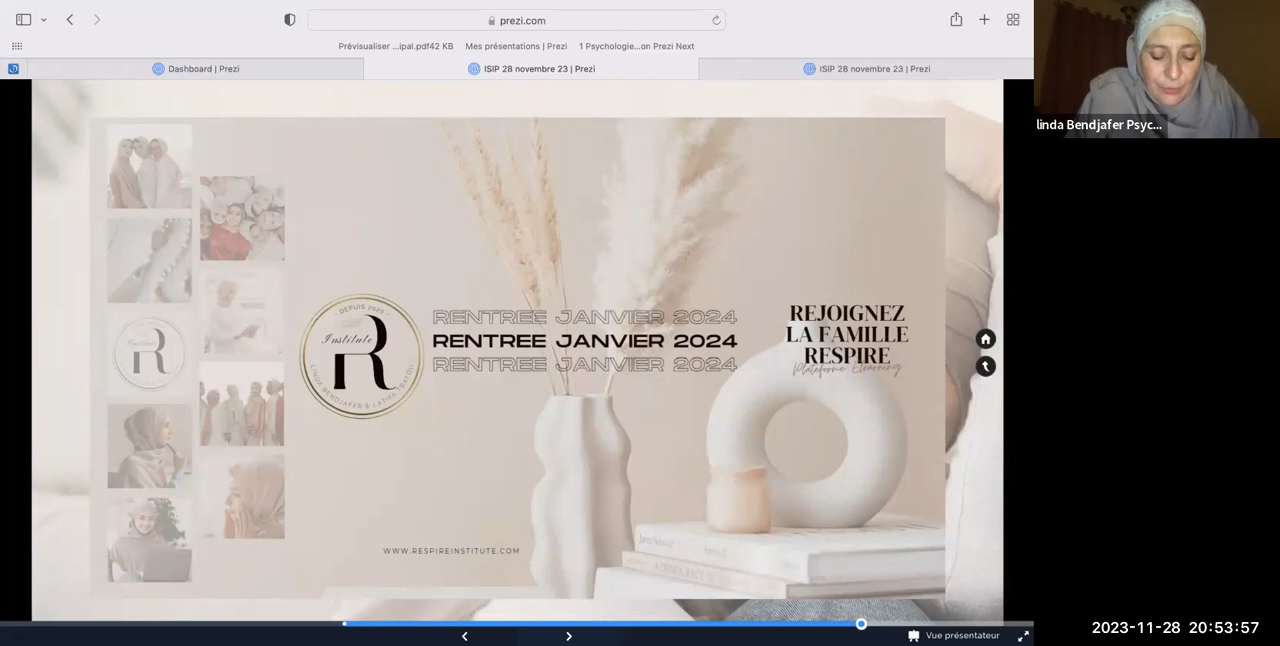 prezi.com
Prévisualiser ...ipal.pdf42 KB
Mes présentations | Prezi
1 Psychologie...on Prezi Next
Dashboard | Prezi
ISIP 28 novembre 23 | Prezi
ISIP 28 novembre 23 | Prezi
linda Bendjafer Psyc...
DEPUIS 2020
Institute
R
LINDA BENDJAFER & LATIFA TRATOU
RENTREE JANVIER 2024
RENTREE JANVIER 2024
RENTREE JANVIER 2024
REJOIGNEZ
LA FAMILLE
RESPIRE
Plateforme Elearning
WWW.RESPIREINSTITUTE.COM
Vue présentateur
2023-11-28 20:53:57